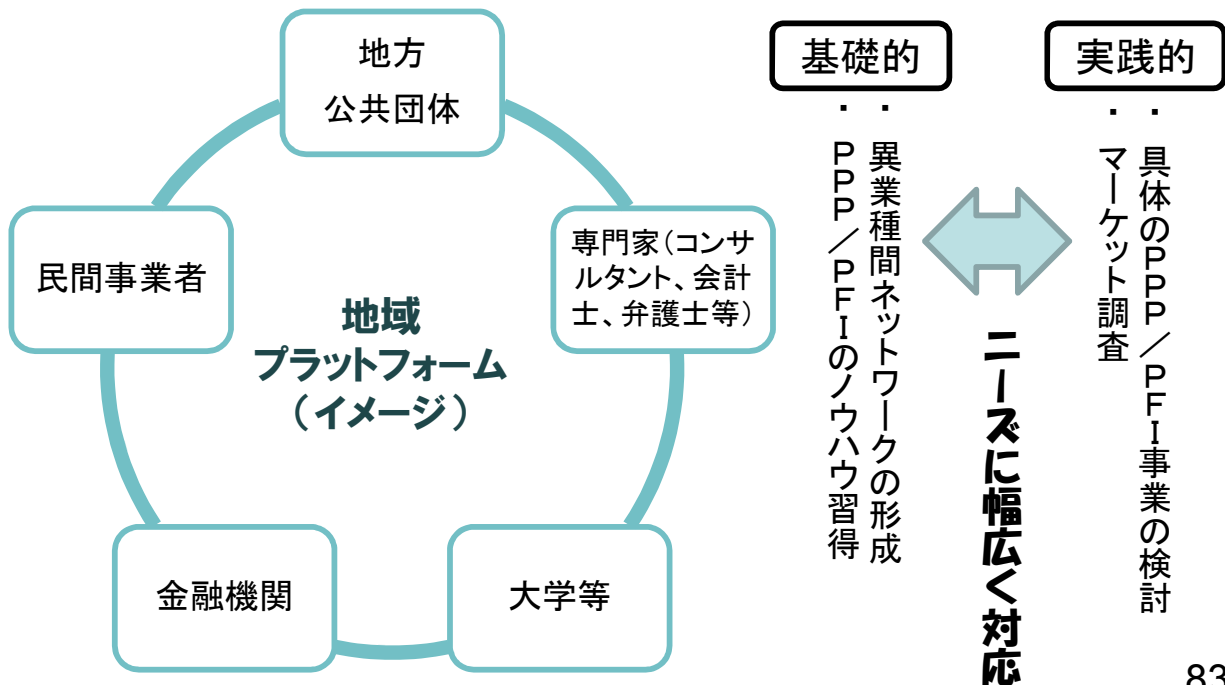 地方
公共団体
民間事業者
専門家(コンサ
ルタント、会計
士、弁護士等)
地域
プラットフォーム
(イメージ)
金融機関
大学等
基礎的
・異業種間ネットワークの形成
・PPP/PFIのノウハウ習得
実践的
・具体のPPP/PFI事業の検討
・マーケット調査
ニーズに幅広く対応
83